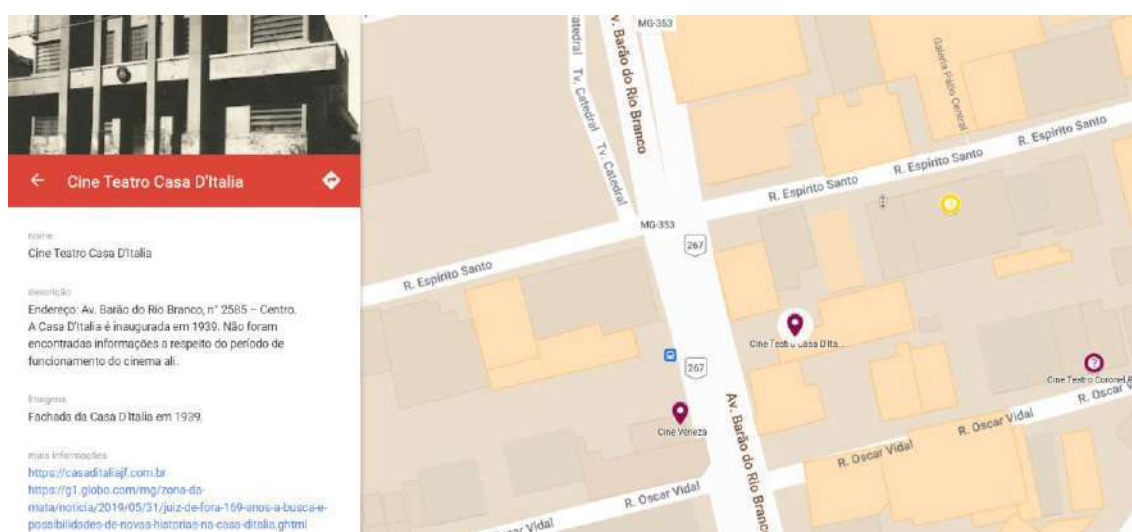 Cine Teatro Casa D'Italia
nome
Cine Teatro Casa D'Italia
descrição
Endereço: Av. Barão do Rio Branco, n° 2585 – Centro.
A Casa D'Italia é inaugurada em 1939. Não foram
encontradas informações a respeito do período de
funcionamento do cinema ali.
Imagens
Fachada da Casa D'Italia em 1939.
mais informações
https://casaditaliajf.com.br
https://g1.globo.com/mg/zona-da-
mata/noticia/2019/05/31/juiz-de-fora-169-anos-a-busca-e-
possibilidades-de-novas-historias-na-casa-ditalia.ghtml
MG-353
Av. Barão do Rio Branco
Tv. Catedral
Tv. Catedral
Galeria Pátio Central
R. Espírito Santo
R. Espírito Santo
R. Espírito Santo
MG-353
267
R. Espírito Santo
Cine Teatro Casa D'Ita...
267
Cine Teatro Coronel
Cine Veneza
Av. Barão do Rio Branco
R. Oscar Vidal
R. Oscar Vidal
R. Oscar V
R. Oscar Vidal
Vidal